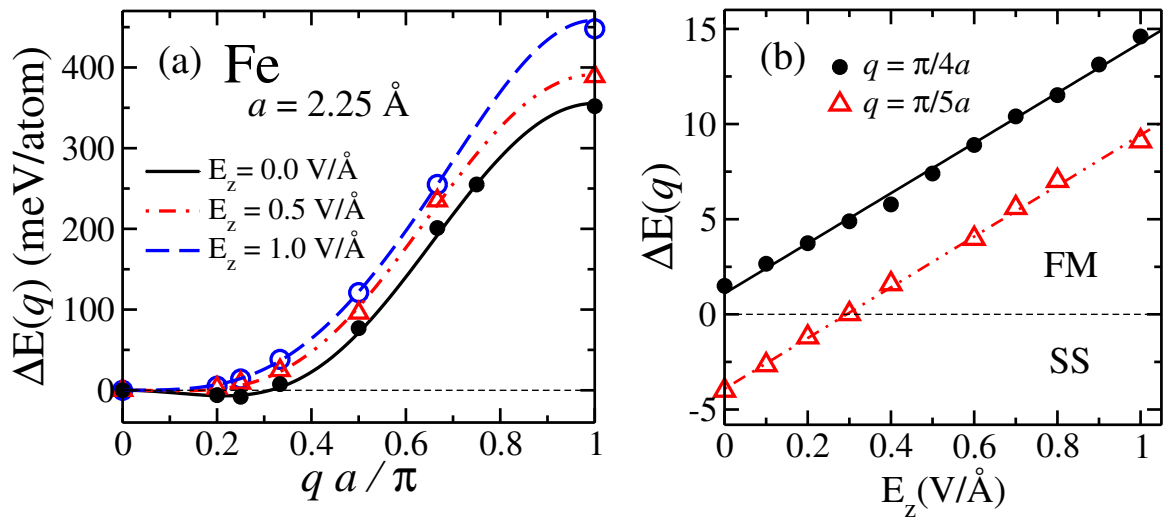 (a) Fe
a = 2.25 Å
E_z = 0.0 V/Å
E_z = 0.5 V/Å
E_z = 1.0 V/Å
ΔE(q) (meV/atom)
400
300
200
100
0
0 0.2 0.4 0.6 0.8 1
q a / π
(b)
q = π/4a
q = π/5a
FM
SS
ΔE(q)
15
10
5
0
-5
0 0.2 0.4 0.6 0.8 1
E_z(V/Å)